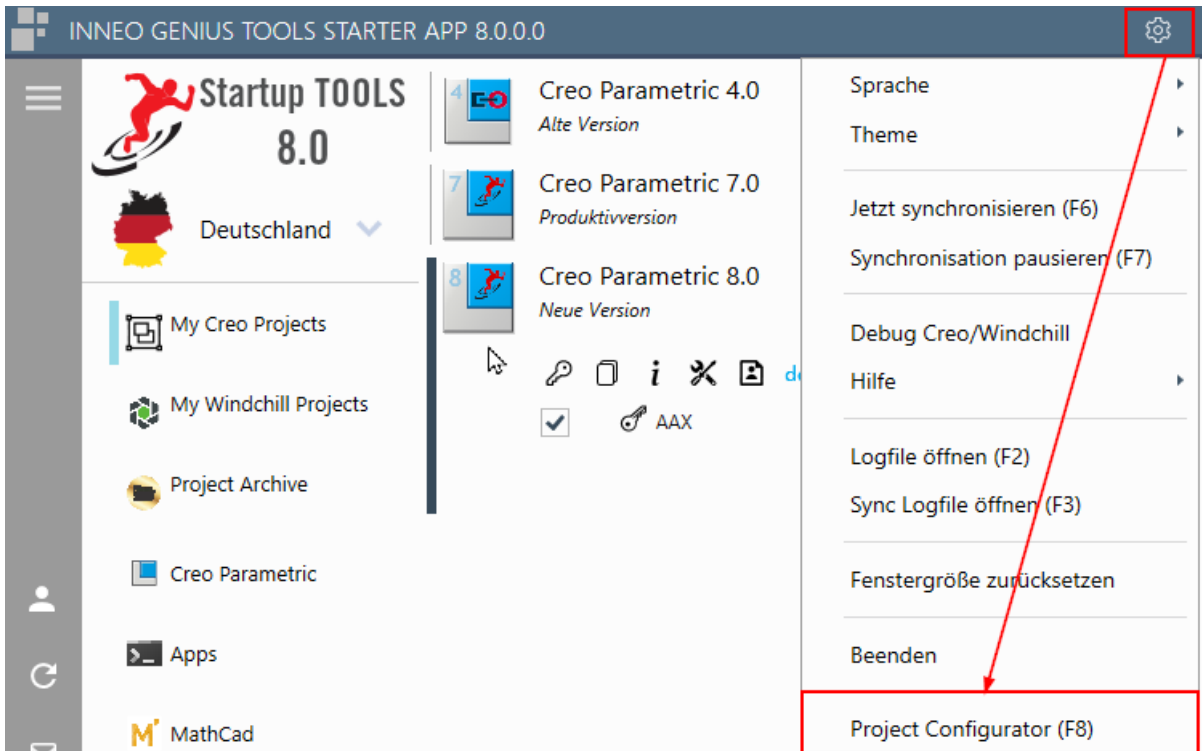 INNEO GENIUS TOOLS STARTER APP 8.0.0.0
Startup TOOLS
8.0
Deutschland
My Creo Projects
My Windchill Projects
Project Archive
Creo Parametric
Apps
MathCad
4
Creo Parametric 4.0
Alte Version
7
Creo Parametric 7.0
Produktivversion
8
Creo Parametric 8.0
Neue Version
AAX
Sprache
Theme
Jetzt synchronisieren (F6)
Synchronisation pausieren (F7)
Debug Creo/Windchill
Hilfe
Logfile öffnen (F2)
Sync Logfile öffnen (F3)
Fenstergröße zurücksetzen
Beenden
Project Configurator (F8)